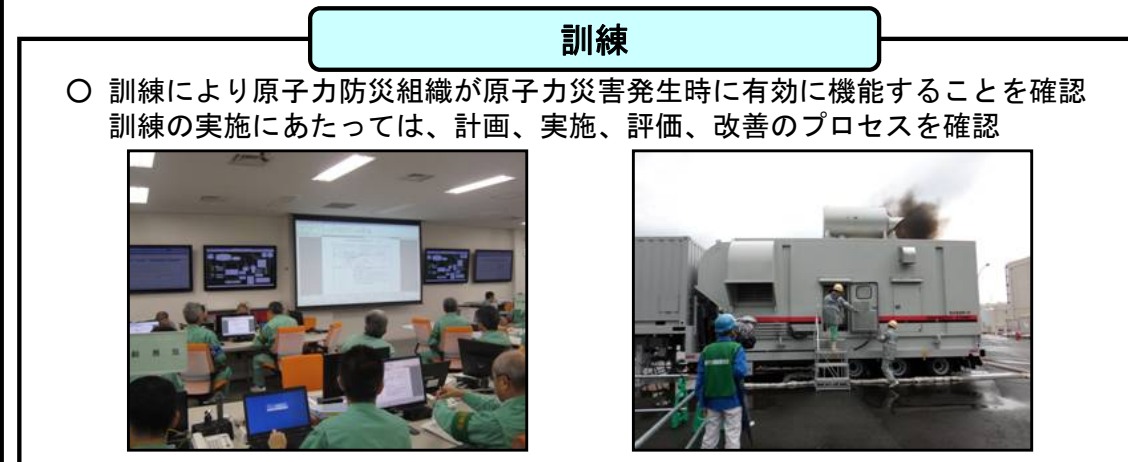 訓練
○ 訓練により原子力防災組織が原子力災害発生時に有効に機能することを確認
訓練の実施にあたっては、計画、実施、評価、改善のプロセスを確認